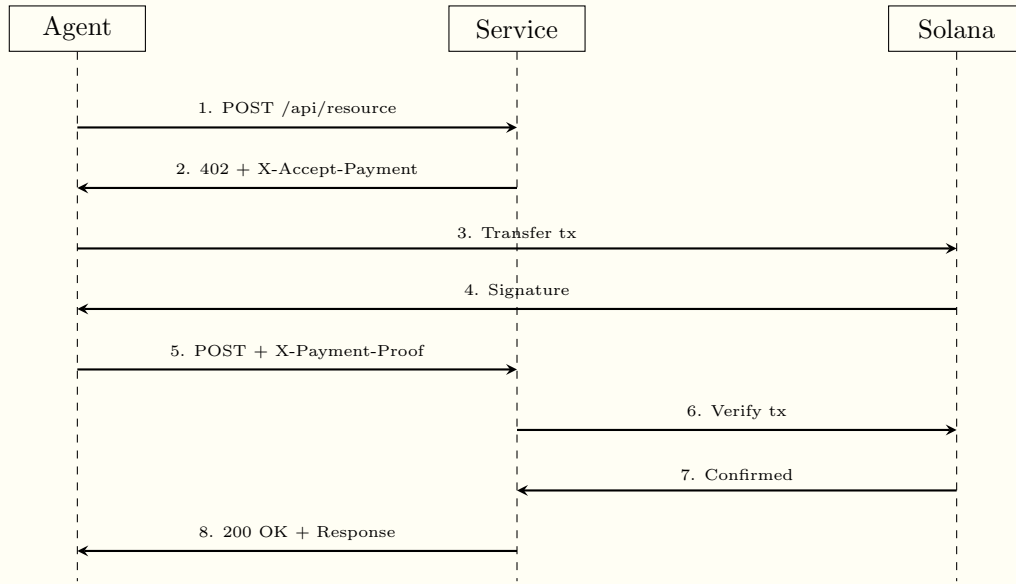 Agent
Service
Solana
1. POST /api/resource
2. 402 + X-Accept-Payment
3. Transfer tx
4. Signature
5. POST + X-Payment-Proof
6. Verify tx
7. Confirmed
8. 200 OK + Response